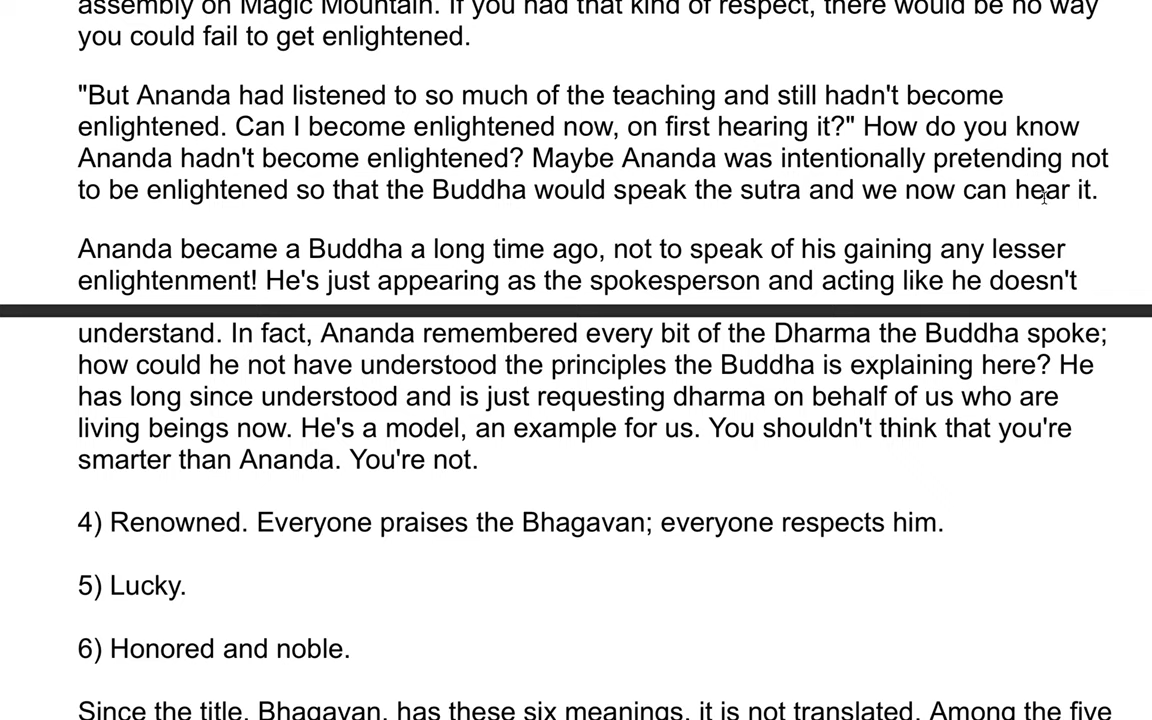 assembly on Magic Mountain. If you had that kind of respect, there would be no way
you could fail to get enlightened.
"But Ananda had listened to so much of the teaching and still hadn't become
enlightened. Can I become enlightened now, on first hearing it?" How do you know
Ananda hadn't become enlightened? Maybe Ananda was intentionally pretending not
to be enlightened so that the Buddha would speak the sutra and we now can hear it.
Ananda became a Buddha a long time ago, not to speak of his gaining any lesser
enlightenment! He's just appearing as the spokesperson and acting like he doesn't
understand. In fact, Ananda remembered every bit of the Dharma the Buddha spoke;
how could he not have understood the principles the Buddha is explaining here? He
has long since understood and is just requesting dharma on behalf of us who are
living beings now. He's a model, an example for us. You shouldn't think that you're
smarter than Ananda. You're not.
4) Renowned. Everyone praises the Bhagavan; everyone respects him.
5) Lucky.
6) Honored and noble.
Since the title, Bhagavan, has these six meanings, it is not translated. Among the five